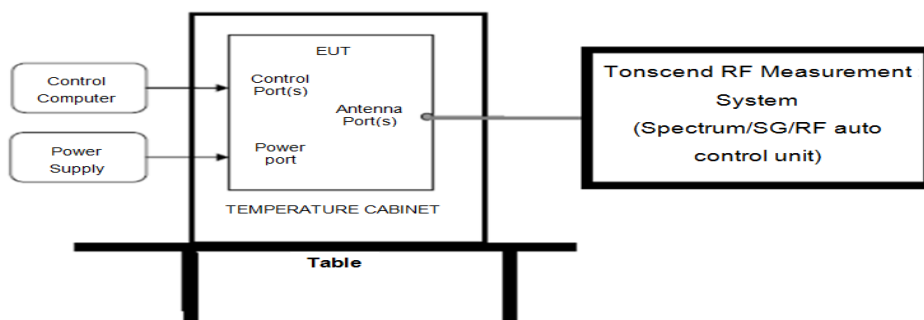 EUT
Control
Computer
Control
Port(s)
Antenna
Port(s)
Power
Supply
Power
port
TEMPERATURE CABINET
Table
Tonscend RF Measurement
System
(Spectrum/SG/RF auto
control unit)